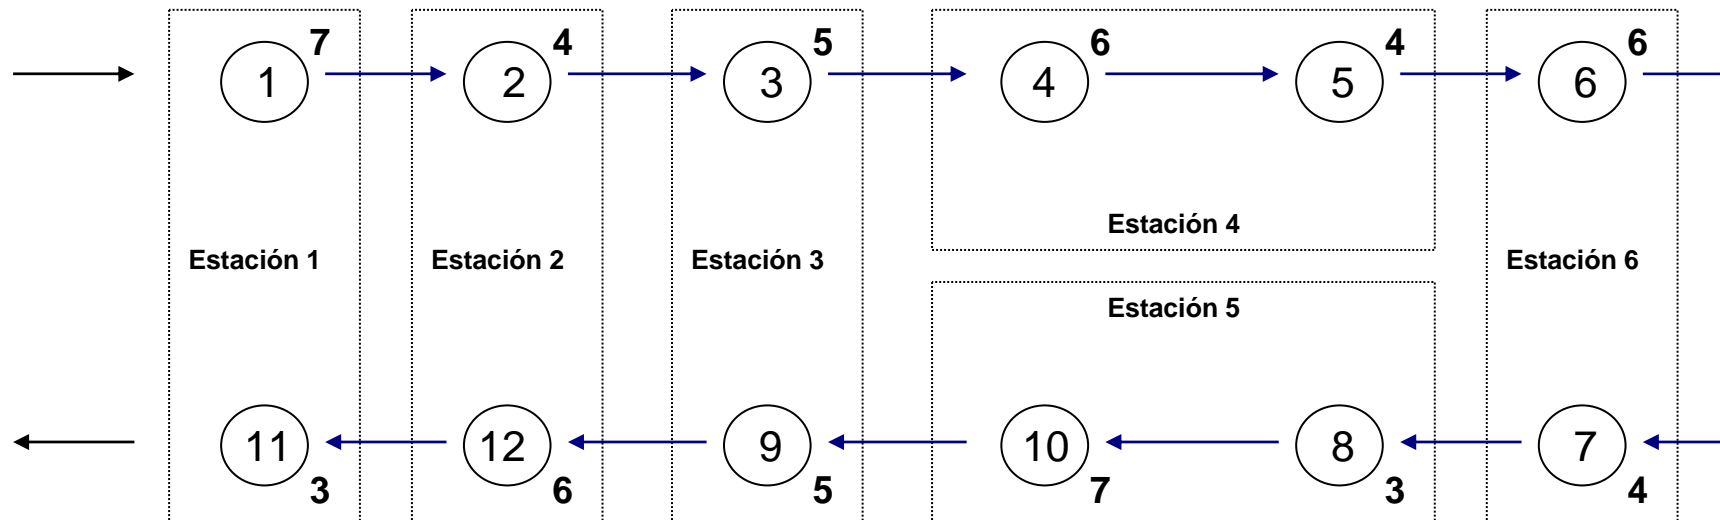 7 4 5 6 4 6
1 2 3 4 5 6
Estación 4
Estación 1 Estación 2 Estación 3 Estación 6
Estación 5
11 12 9 10 8 7
3 6 5 7 3 4